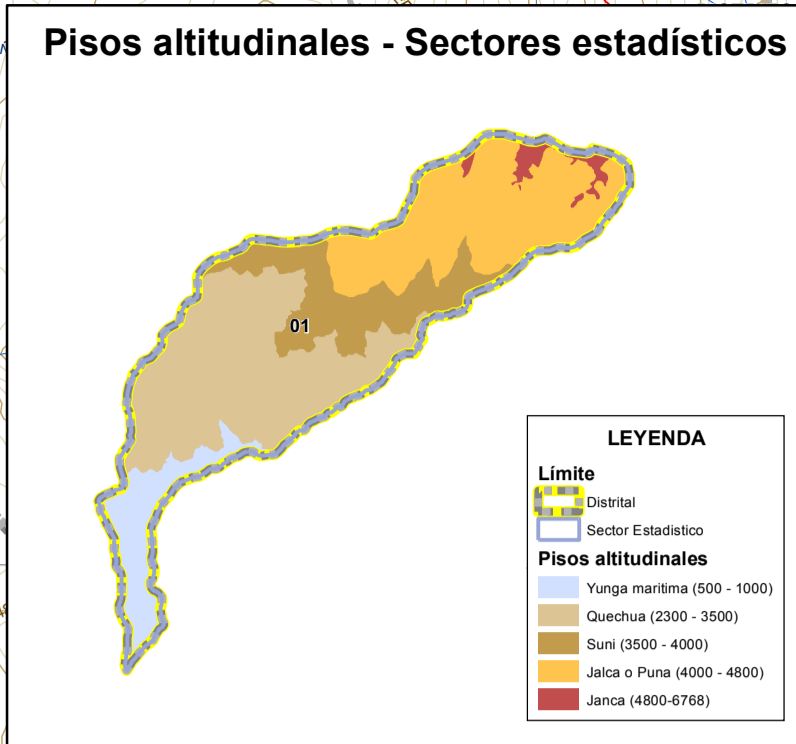 Pisos altitudinales - Sectores estadísticos
01
LEYENDA
Límite
Distrital
Sector Estadistico
Pisos altitudinales
Yunga maritima (500 - 1000)
Quechua (2300 - 3500)
Suni (3500 - 4000)
Jalca o Puna (4000 - 4800)
Janca (4800-6768)